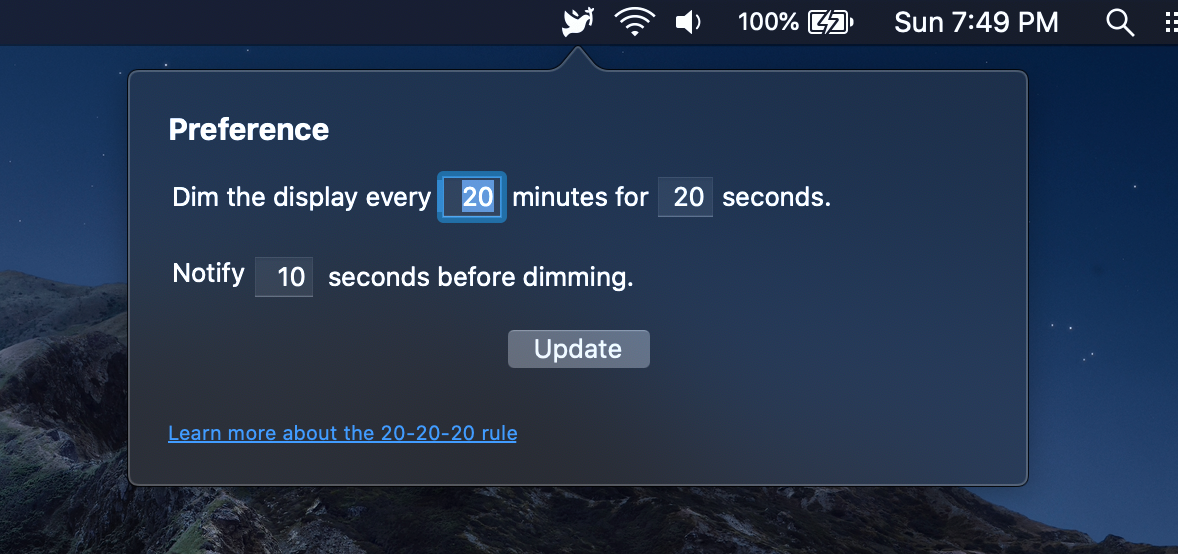 100%
Sun 7:49 PM
Preference
Dim the display every 20 minutes for 20 seconds.
Notify 10 seconds before dimming.
Update
Learn more about the 20-20-20 rule